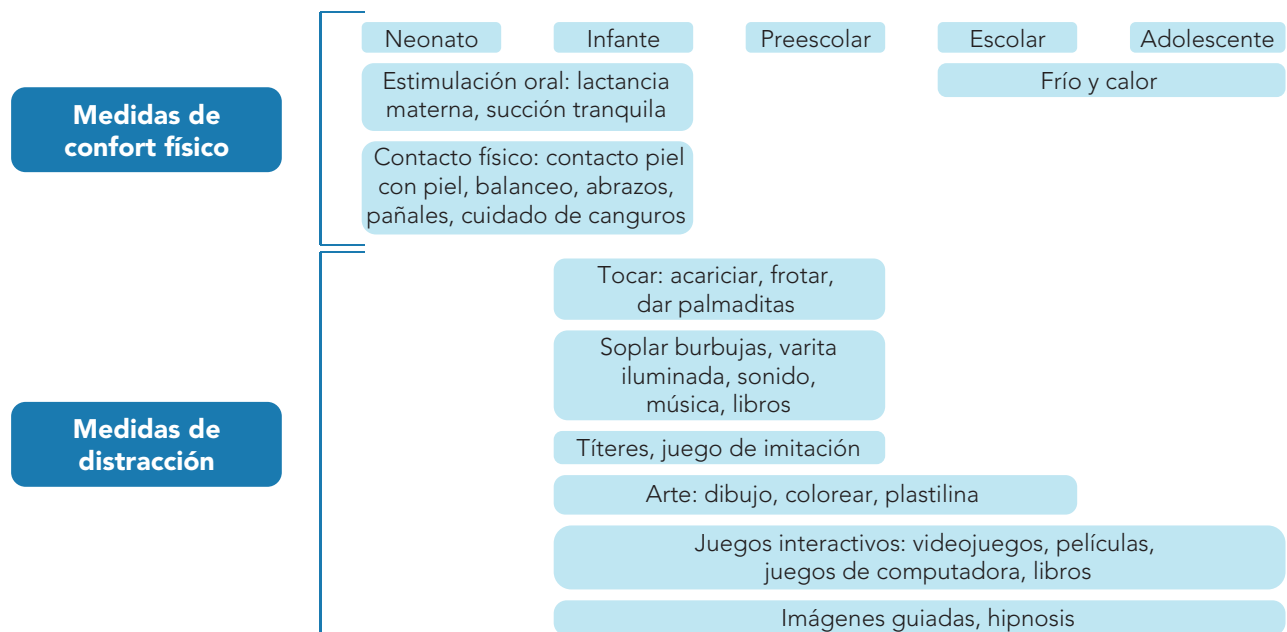 Neonato
Infante
Preescolar
Escolar
Adolescente
Medidas de
confort físico
Estimulación oral: lactancia
materna, succión tranquila
Frío y calor
Contacto físico: contacto piel
con piel, balanceo, abrazos,
pañales, cuidado de canguros
Medidas de
distracción
Tocar: acariciar, frotar,
dar palmaditas
Soplar burbujas, varita
iluminada, sonido,
música, libros
Títeres, juego de imitación
Arte: dibujo, colorear, plastilina
Juegos interactivos: videojuegos, películas,
juegos de computadora, libros
Imágenes guiadas, hipnosis